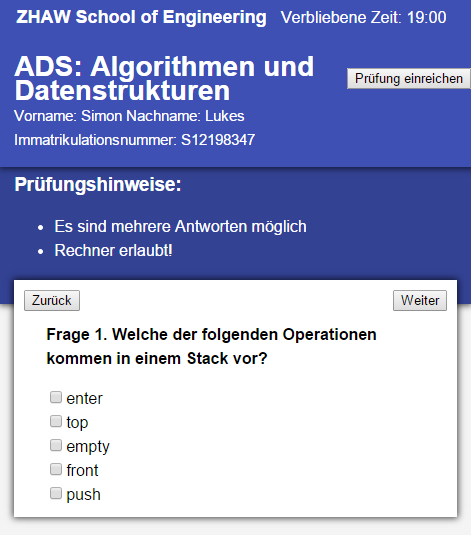 ZHAW School of Engineering Verbliebene Zeit: 19:00
ADS: Algorithmen und
Datenstrukturen
Prüfung einreichen
Vorname: Simon Nachname: Lukes
Immatrikulationsnummer: S12198347
Prüfungshinweise:
• Es sind mehrere Antworten möglich
• Rechner erlaubt!
Zurück Weiter
Frage 1. Welche der folgenden Operationen
kommen in einem Stack vor?
enter
top
empty
front
push